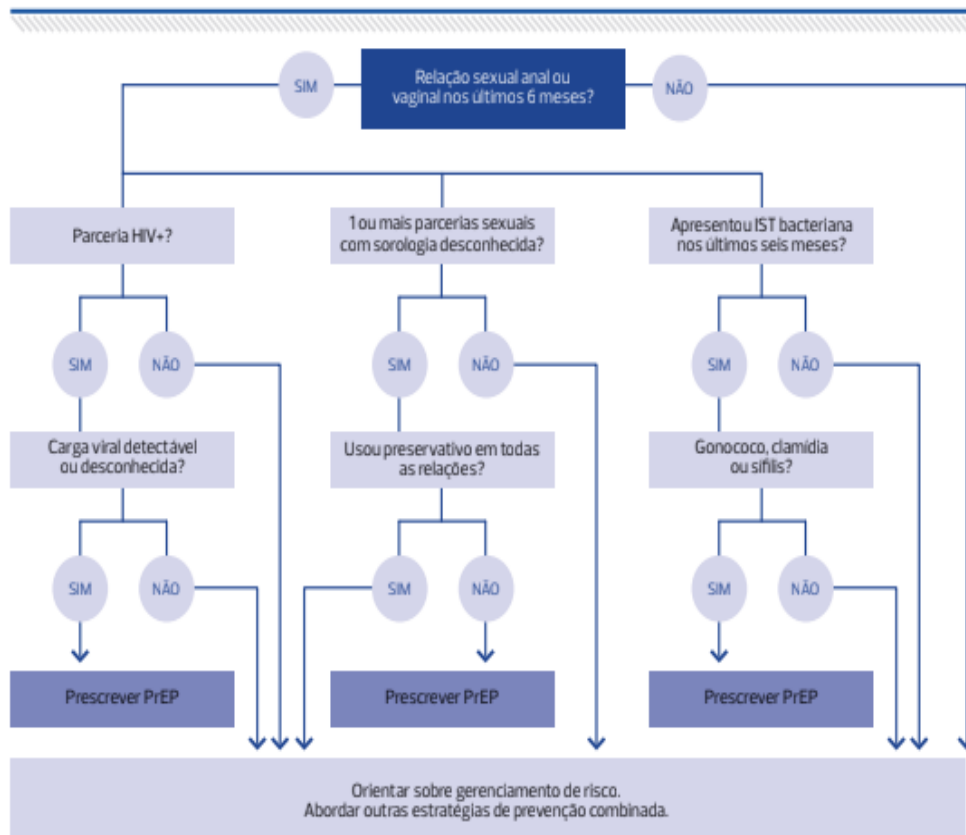 Relação sexual anal ou
vaginal nos últimos 6 meses?
SIM
NÃO
Parceria HIV+?
1 ou mais parcerias sexuais
com sorologia desconhecida?
Apresentou IST bacteriana
nos últimos seis meses?
SIM
NÃO
SIM
NÃO
SIM
NÃO
Carga viral detectável
ou desconhecida?
Usou preservativo em todas
as relações?
Gonococo, clamídia
ou sífilis?
SIM
NÃO
SIM
NÃO
SIM
NÃO
Prescrever PrEP
Prescrever PrEP
Prescrever PrEP
Orientar sobre gerenciamento de risco.
Abordar outras estratégias de prevenção combinada.